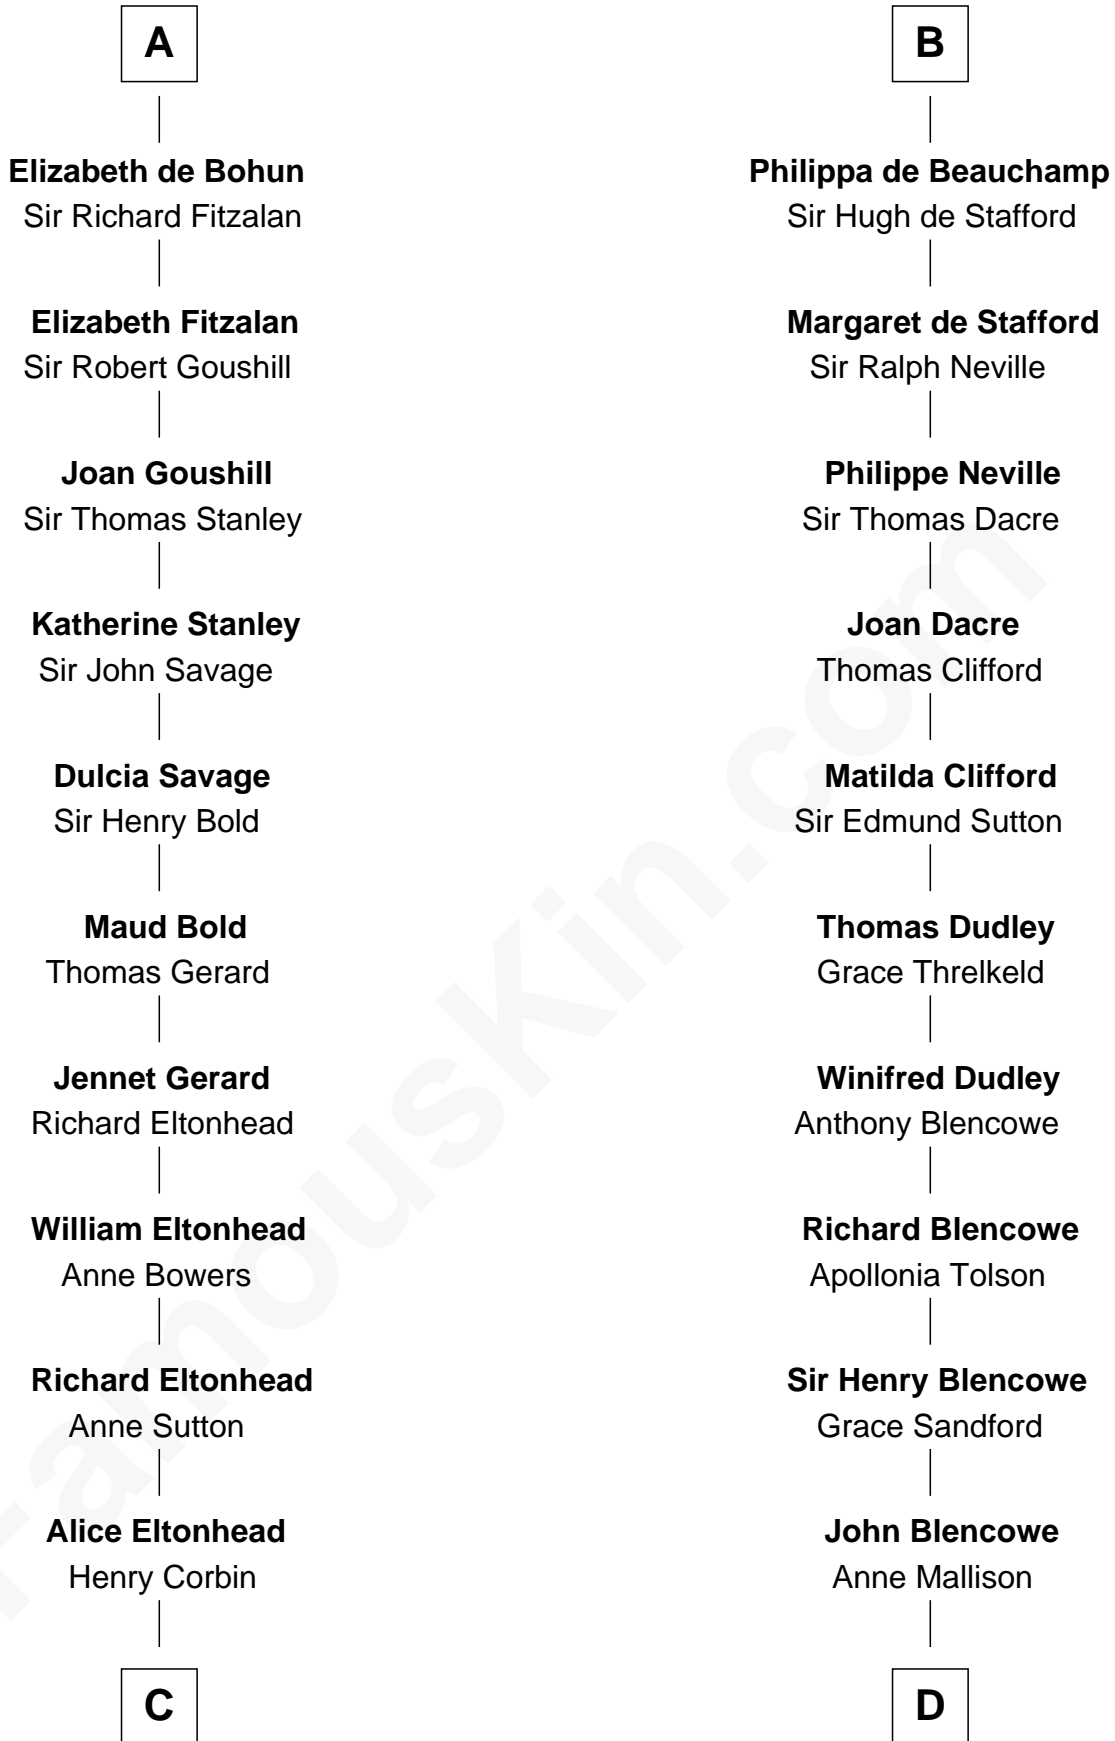 A
Elizabeth de Bohun
Sir Richard Fitzalan
Elizabeth Fitzalan
Sir Robert Goushill
Joan Goushill
Sir Thomas Stanley
Katherine Stanley
Sir John Savage
Dulcia Savage
Sir Henry Bold
Maud Bold
Thomas Gerard
Jennet Gerard
Richard Eltonhead
William Eltonhead
Anne Bowers
Richard Eltonhead
Anne Sutton
Alice Eltonhead
Henry Corbin
C
B
Philippa de Beauchamp
Sir Hugh de Stafford
Margaret de Stafford
Sir Ralph Neville
Philippe Neville
Sir Thomas Dacre
Joan Dacre
Thomas Clifford
Matilda Clifford
Sir Edmund Sutton
Thomas Dudley
Grace Threlkeld
Winifred Dudley
Anthony Blencowe
Richard Blencowe
Apollonia Tolson
Sir Henry Blencowe
Grace Sandford
John Blencowe
Anne Mallison
D
FamousKin.com